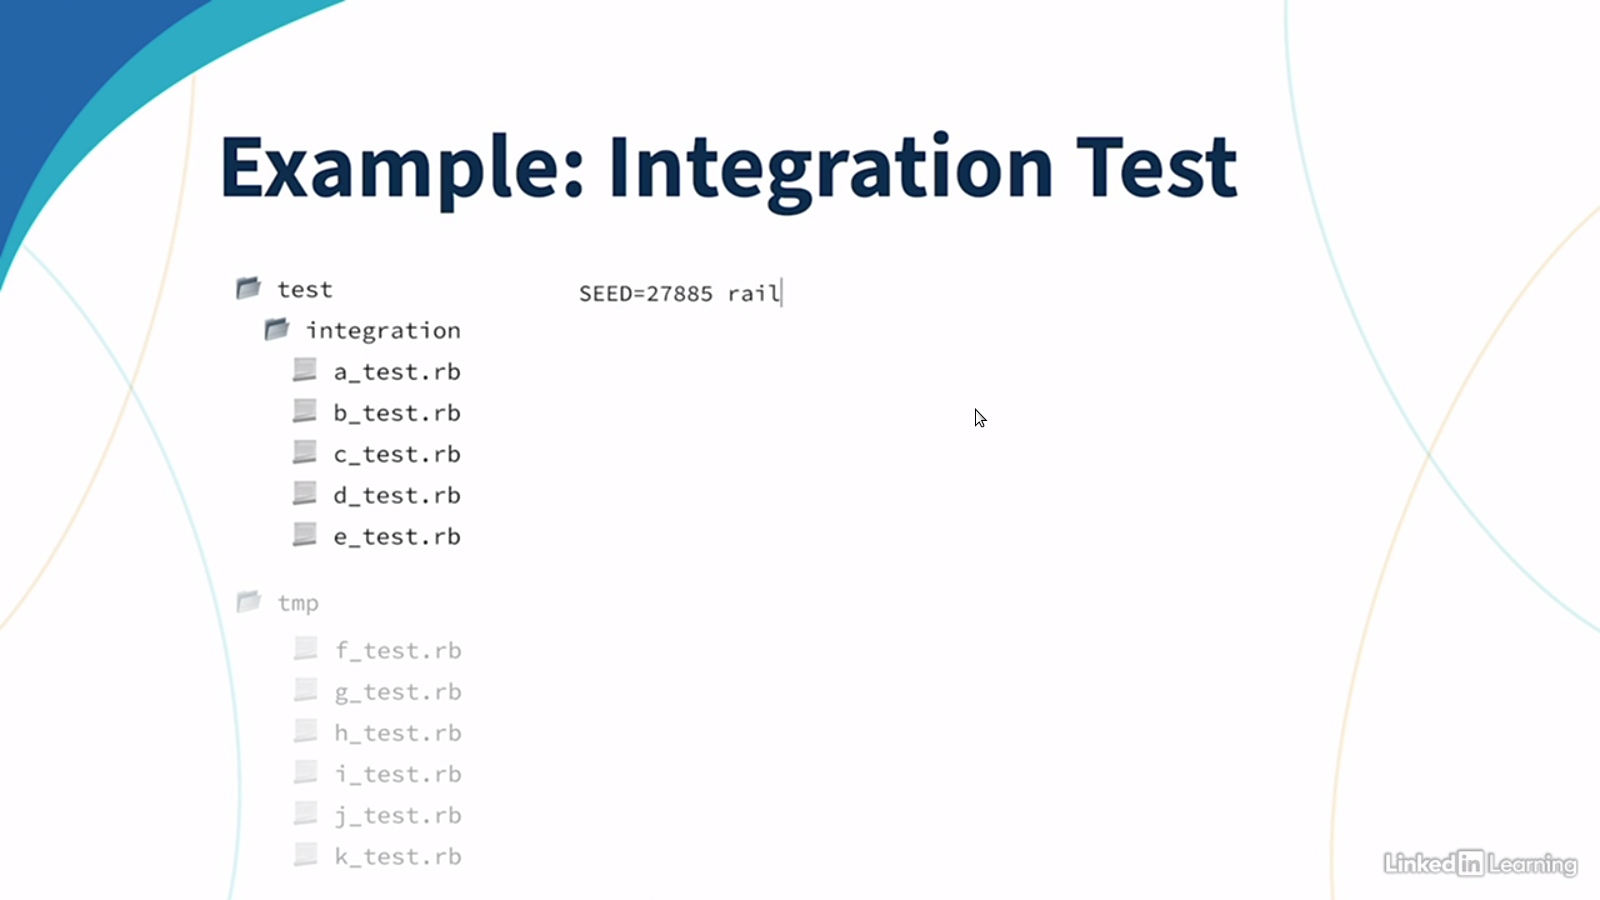 Example: Integration Test
test
integration
a_test.rb
b_test.rb
c_test.rb
d_test.rb
e_test.rb
tmp
f_test.rb
g_test.rb
h_test.rb
i_test.rb
j_test.rb
k_test.rb
SEED=27885 rail
LinkedIn Learning